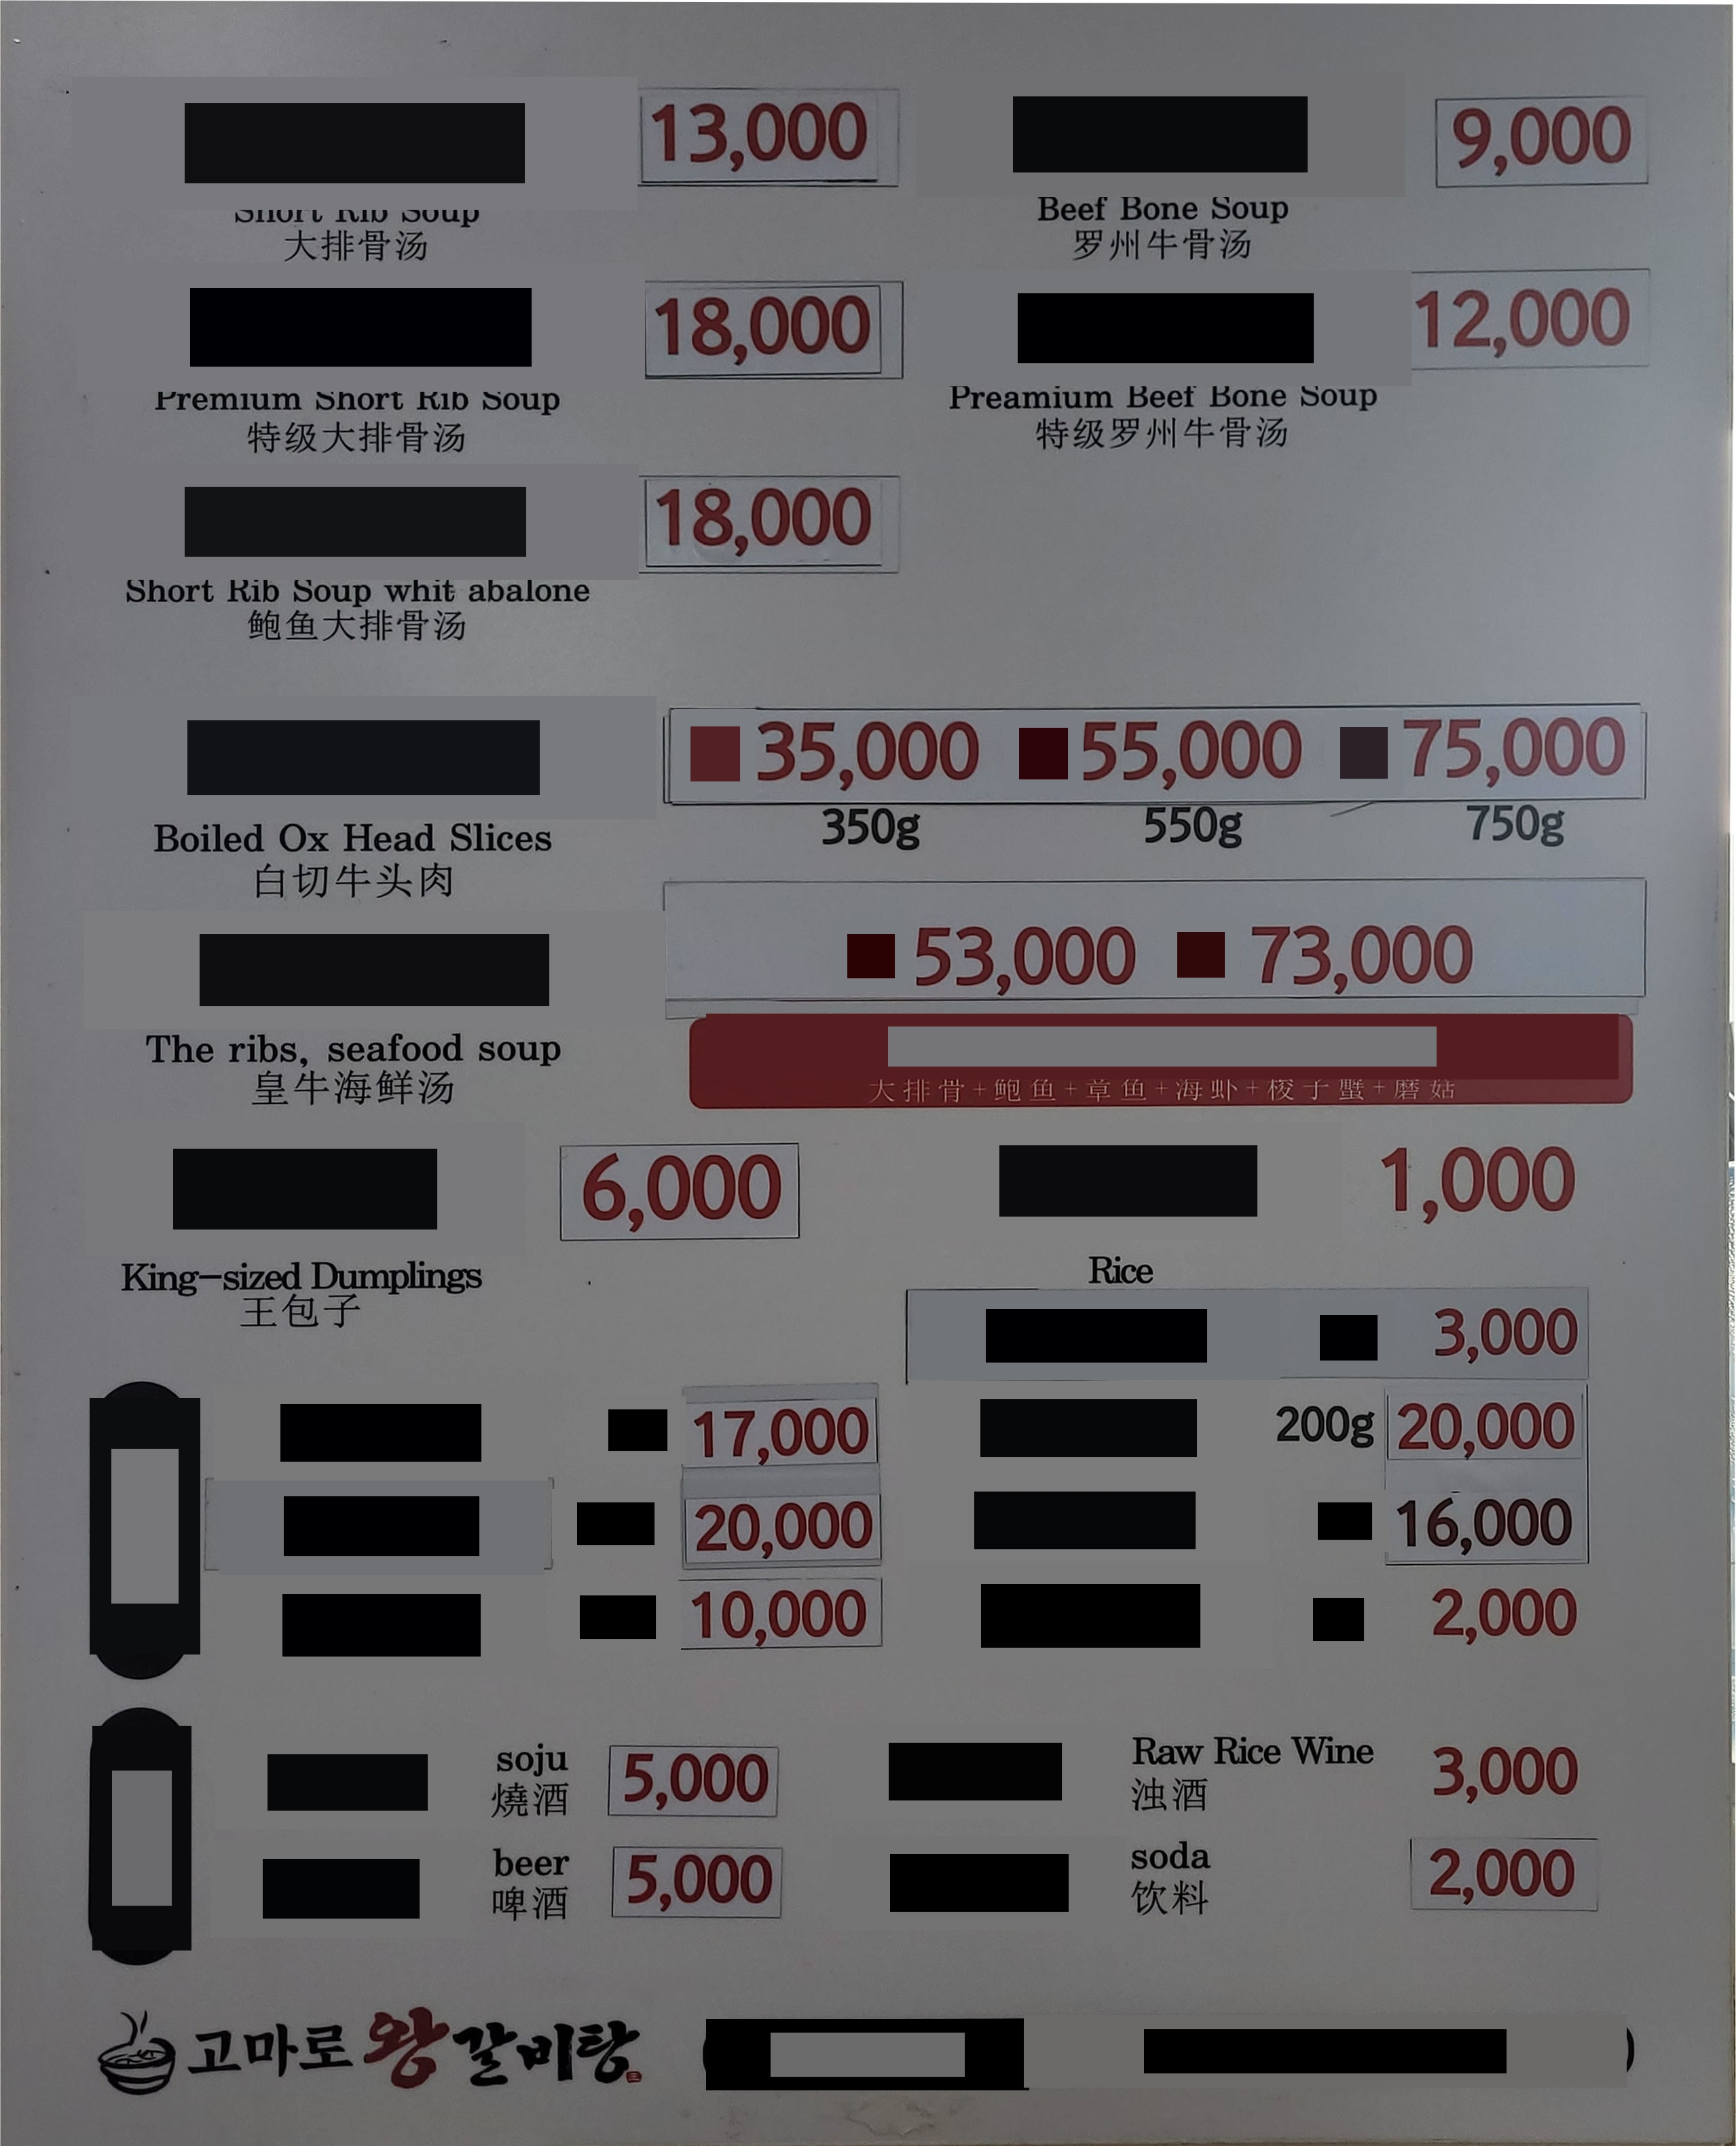 13,000
Short Rib Soup
大排骨汤
9,000
Beef Bone Soup
罗州牛骨汤
18,000
Premium Short Rib Soup
特级大排骨汤
12,000
Preamium Beef Bone Soup
特级罗州牛骨汤
18,000
Short Rib Soup whit abalone
鲍鱼大排骨汤
35,000 55,000 75,000
350g 550g 750g
Boiled Ox Head Slices
白切牛头肉
53,000 73,000
The ribs, seafood soup
皇牛海鲜汤
大排骨+鲍鱼+章鱼+海虾+梭子蟹+磨姑
6,000
King-sized Dumplings
王包子
1,000
Rice
3,000
17,000
200g 20,000
20,000
16,000
10,000
2,000
soju 5,000
燒酒
Raw Rice Wine 3,000
浊酒
beer 5,000
啤酒
soda 2,000
饮料
고마로 왕갈비탕